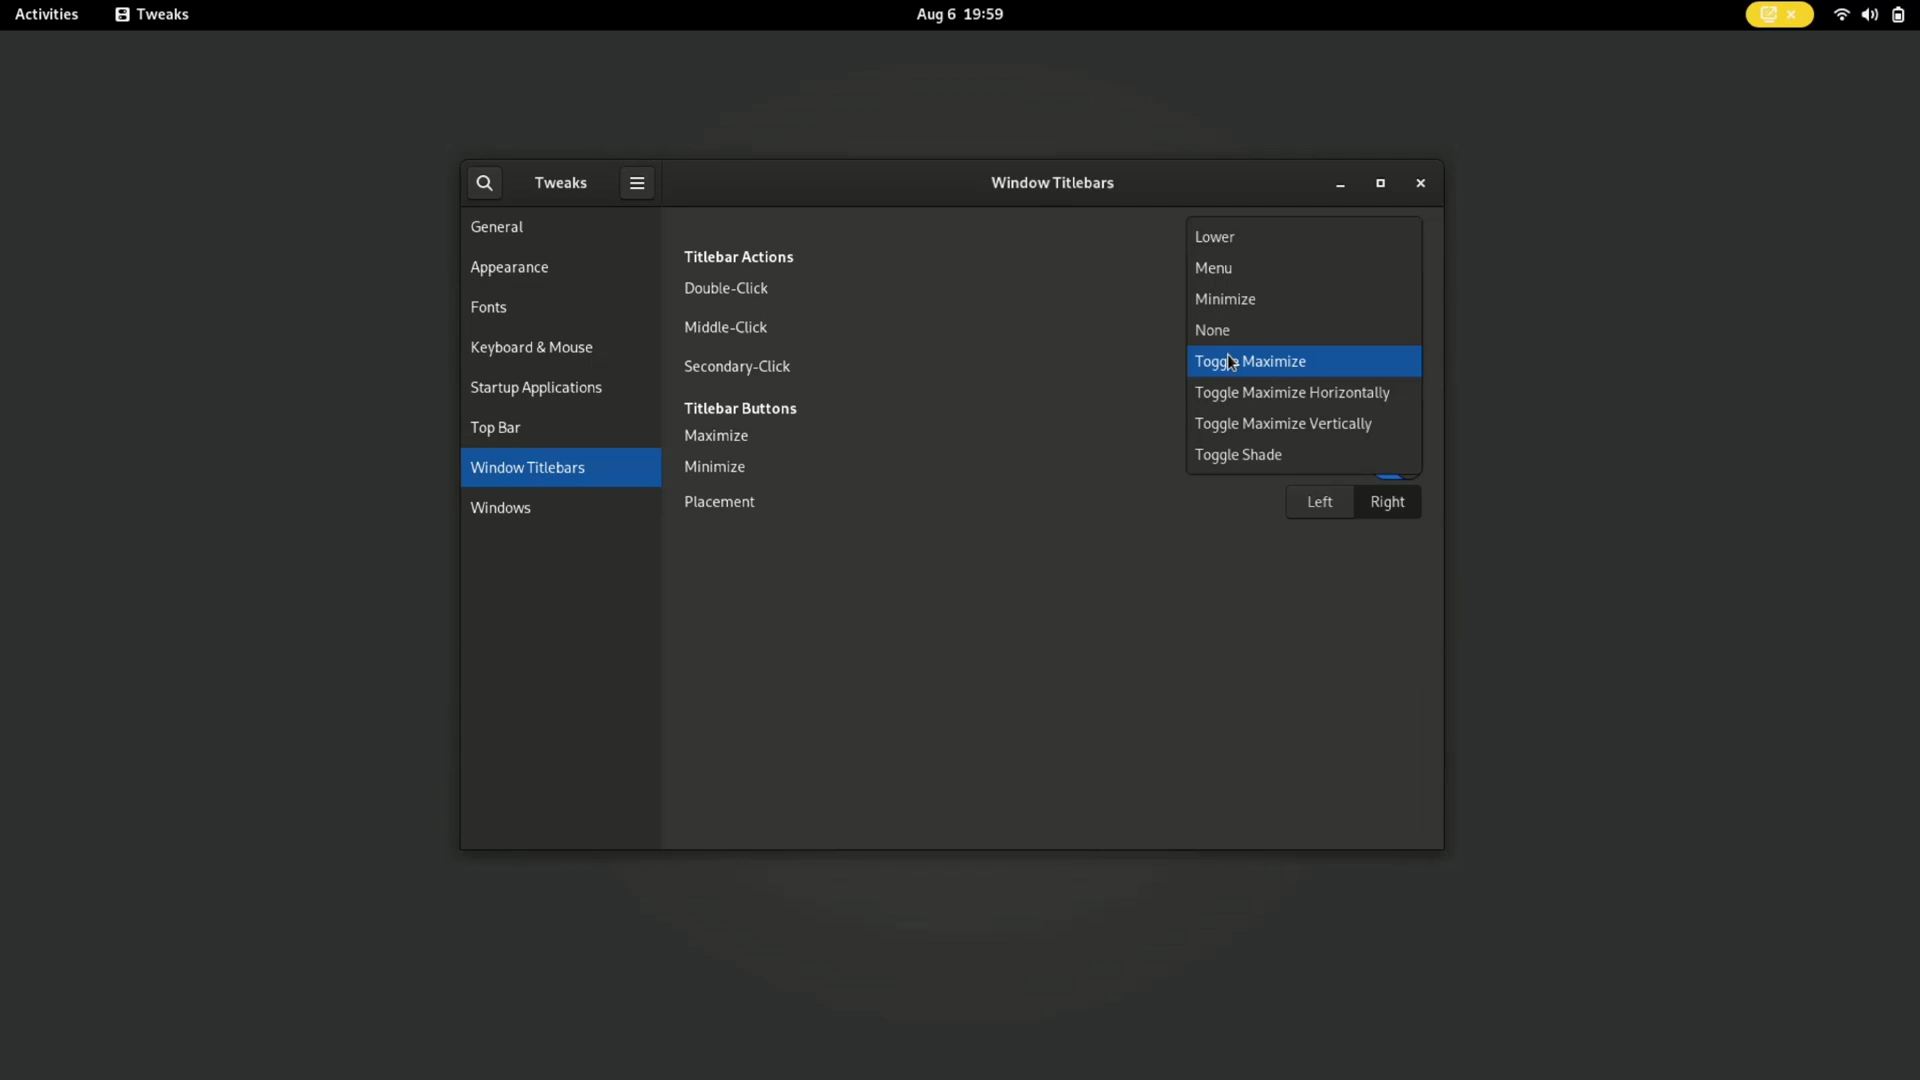 Activities
Tweaks
Aug 6 19:59
Tweaks
Window Titlebars
General
Appearance
Fonts
Keyboard & Mouse
Startup Applications
Top Bar
Window Titlebars
Windows
Titlebar Actions
Double-Click
Middle-Click
Secondary-Click
Titlebar Buttons
Maximize
Minimize
Placement
Lower
Menu
Minimize
None
Toggle Maximize
Toggle Maximize Horizontally
Toggle Maximize Vertically
Toggle Shade
Left
Right